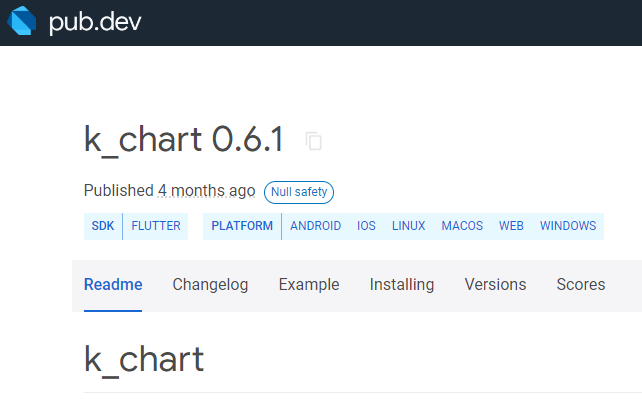 pub.dev
k_chart 0.6.1
Published 4 months ago Null safety
SDK FLUTTER PLATFORM ANDROID IOS LINUX MACOS WEB WINDOWS
Readme Changelog Example Installing Versions Scores
k_chart